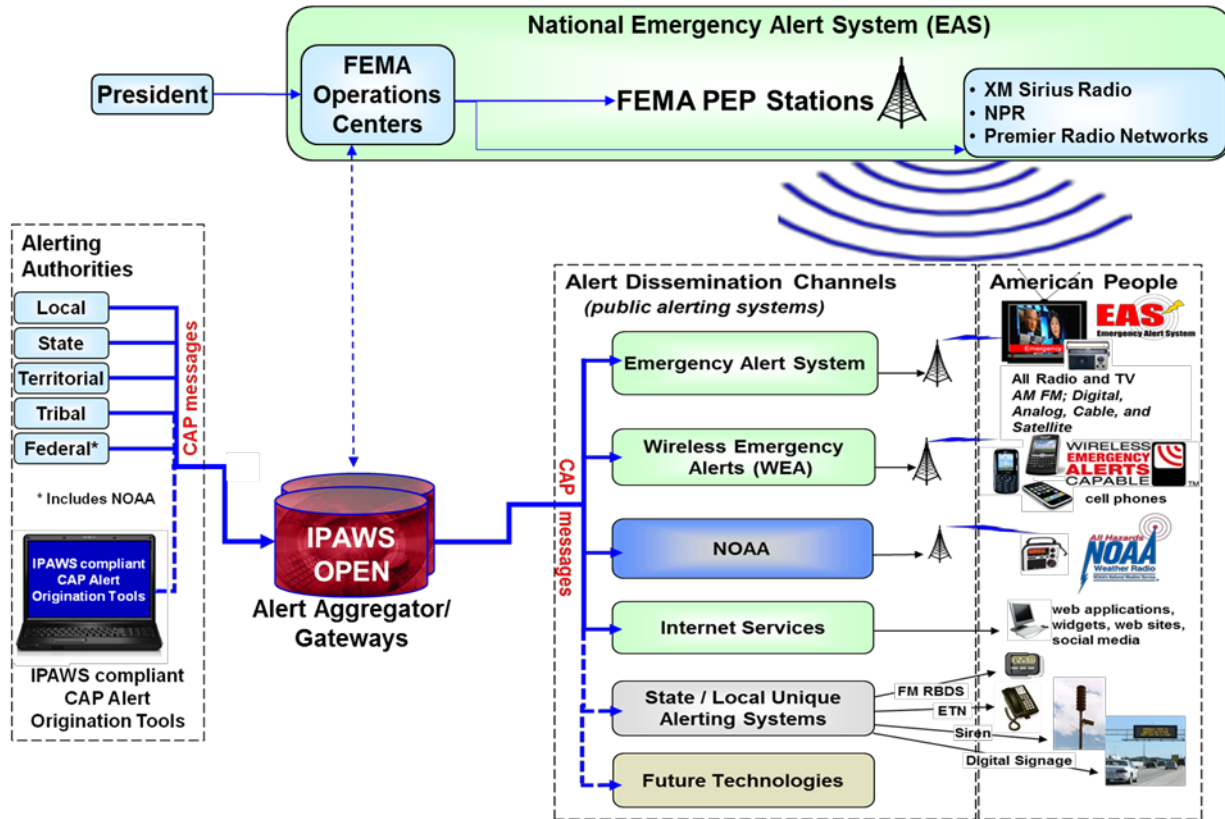 National Emergency Alert System (EAS)
President
FEMA
Operations
Centers
FEMA PEP Stations
• XM Sirius Radio
• NPR
• Premier Radio Networks
Alerting
Authorities
Local
State
Territorial
Tribal
Federal*
* Includes NOAA
CAP messages
IPAWS compliant
CAP Alert
Origination Tools
IPAWS compliant
CAP Alert
Origination Tools
IPAWS
OPEN
Alert Aggregator/
Gateways
CAP messages
Alert Dissemination Channels
(public alerting systems)
Emergency Alert System
Wireless Emergency
Alerts (WEA)
NOAA
Internet Services
State / Local Unique
Alerting Systems
Future Technologies
FM RBDS
ETN
Siren
Digital Signage
American People
Emergency
EAS
Emergency Alert System
All Radio and TV
AM FM; Digital,
Analog, Cable, and
Satellite
WIRELESS
EMERGENCY
ALERTS
CAPABLE
TM
cell phones
All Hazards
NOAA
Weather Radio
web applications,
widgets, web sites,
social media